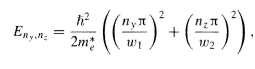 E_{n_y,n_z} = \frac{\hbar^2}{2m_e^*} \left( \left( \frac{n_y \pi}{w_1} \right)^2 + \left( \frac{n_z \pi}{w_2} \right)^2 \right),